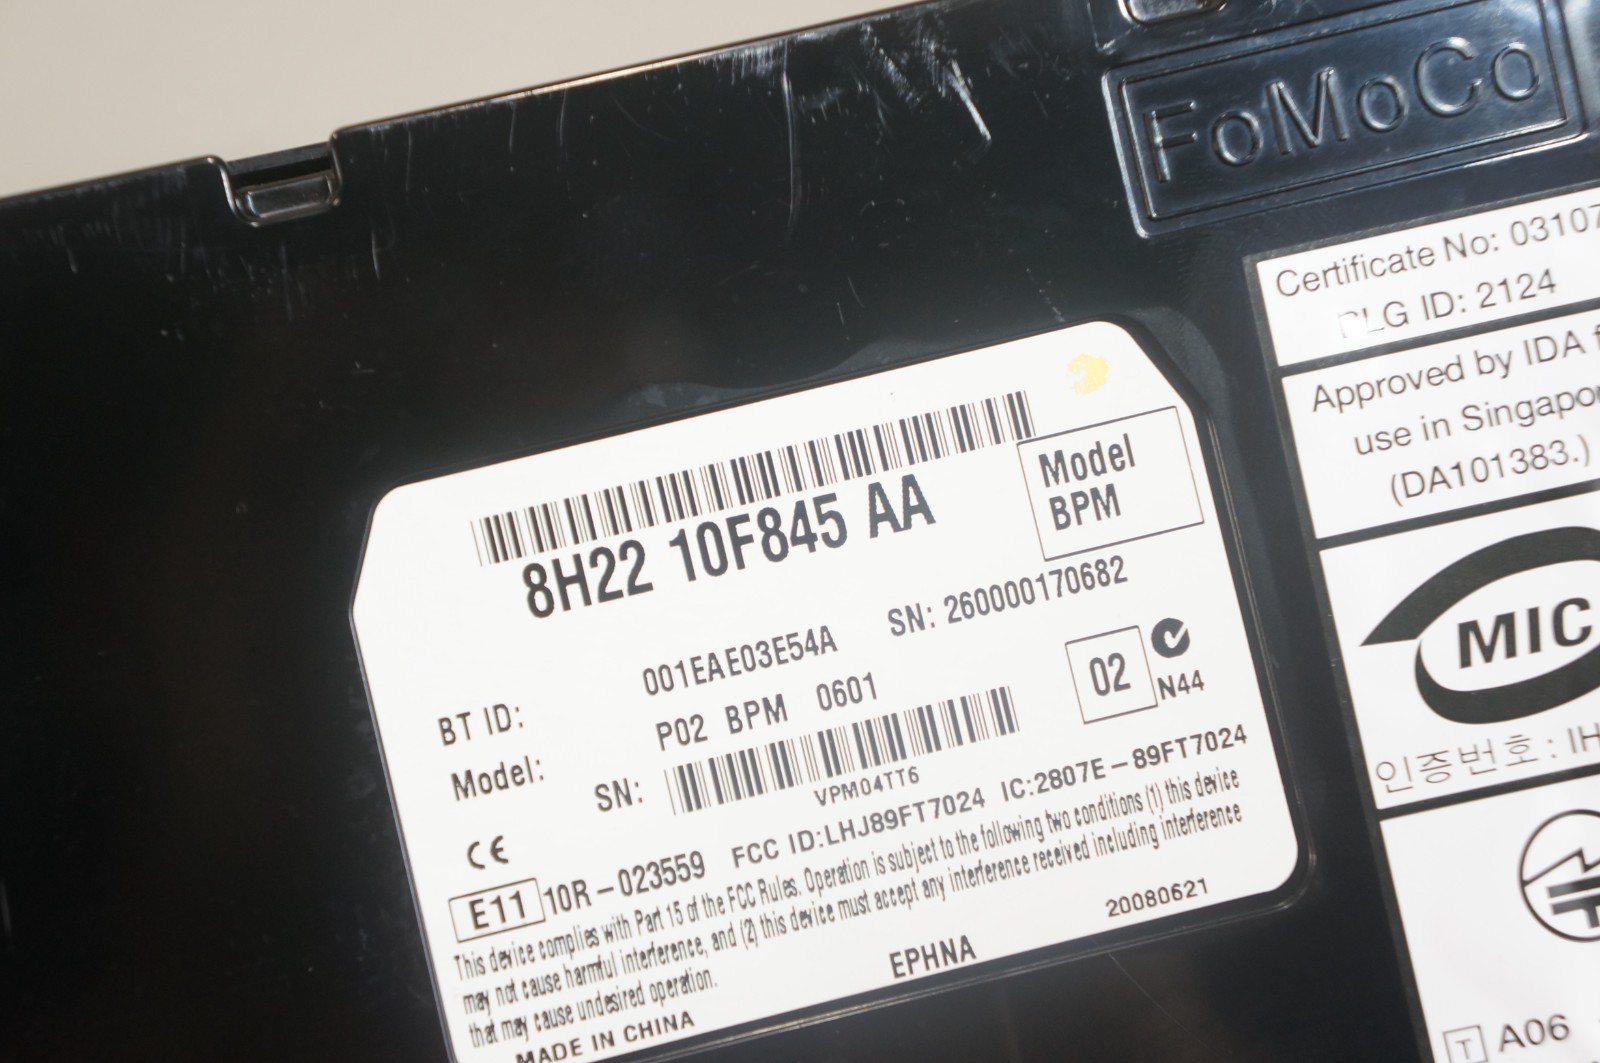 FoMoCo
8H22 10F845 AA
Model
BPM
BT ID: 001EAE03E54A SN: 260000170682
Model: P02 BPM 0601
SN:
VPM04TT6
02
N44
CE
E11 10R-023559 FCC ID:LHJ89FT7024 IC:2807E-89FT7024
This device complies with Part 15 of the FCC Rules. Operation is subject to the following two conditions (1) this device
may not cause harmful interference, and (2) this device must accept any interference received including interference
that may cause undesired operation.
MADE IN CHINA EPHNA 20080621
Certificate No: 03107
LG ID: 2124
Approved by IDA
use in Singapo
(DA101383.)
MIC
인증번호 : IH
T A06